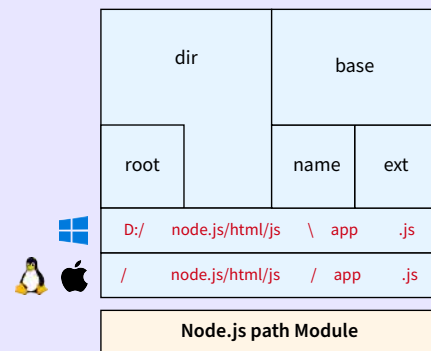 dir
base
root
name
ext
D:/ node.js/html/js \ app .js
/ node.js/html/js / app .js
Node.js path Module